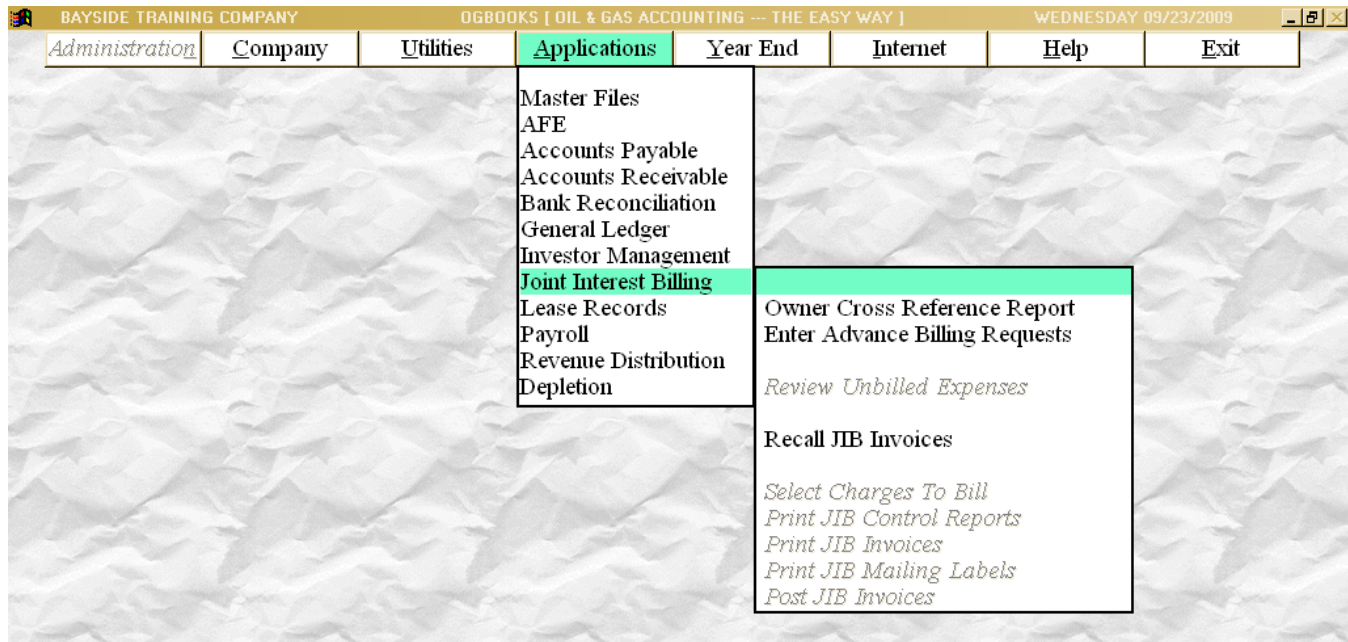 BAYSIDE TRAINING COMPANY OGBOOKS [ OIL & GAS ACCOUNTING --- THE EASY WAY ] WEDNESDAY 09/23/2009
Administration Company Utilities Applications Year End Internet Help Exit
Master Files
AFE
Accounts Payable
Accounts Receivable
Bank Reconciliation
General Ledger
Investor Management
Joint Interest Billing
Lease Records
Payroll
Revenue Distribution
Depletion
Owner Cross Reference Report
Enter Advance Billing Requests
Review Unbilled Expenses
Recall JIB Invoices
Select Charges To Bill
Print JIB Control Reports
Print JIB Invoices
Print JIB Mailing Labels
Post JIB Invoices